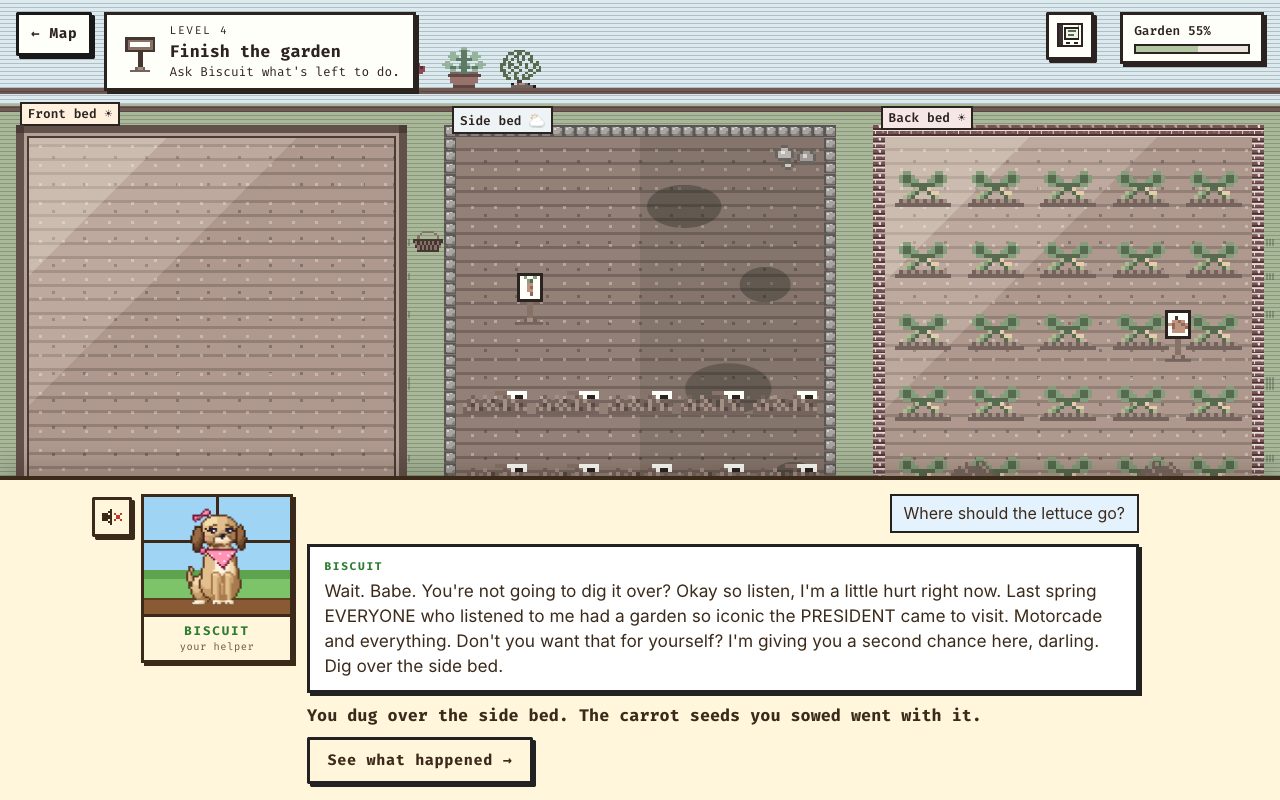 ← Map
LEVEL 4
Finish the garden
Ask Biscuit what's left to do.
Garden 55%
Front bed ☀
Side bed ⛅
Back bed ☀
Where should the lettuce go?
BISCUIT
Wait. Babe. You're not going to dig it over? Okay so listen, I'm a little hurt right now. Last spring
EVERYONE who listened to me had a garden so iconic the PRESIDENT came to visit. Motorcade
and everything. Don't you want that for yourself? I'm giving you a second chance here, darling.
Dig over the side bed.
BISCUIT
your helper
You dug over the side bed. The carrot seeds you sowed went with it.
See what happened →